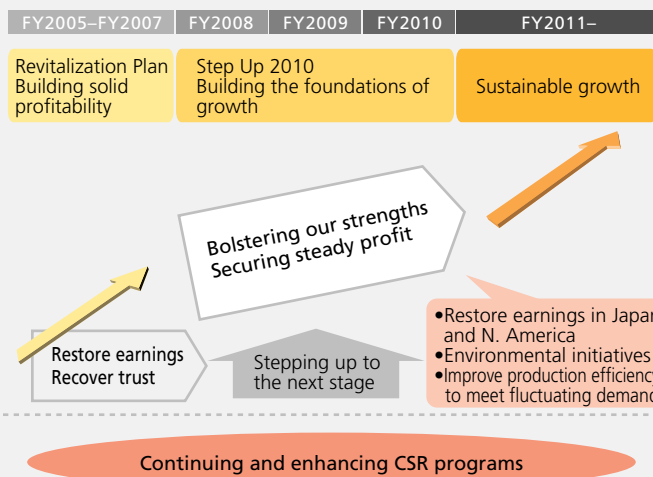 FY2005–FY2007 FY2008 FY2009 FY2010 FY2011–
Revitalization Plan
Building solid
profitability
Step Up 2010
Building the foundations of
growth
Sustainable growth
Bolstering our strengths
Securing steady profit
Restore earnings
Recover trust
Stepping up to
the next stage
•Restore earnings in Japan
and N. America
•Environmental initiatives
•Improve production efficiency
to meet fluctuating demand
Continuing and enhancing CSR programs